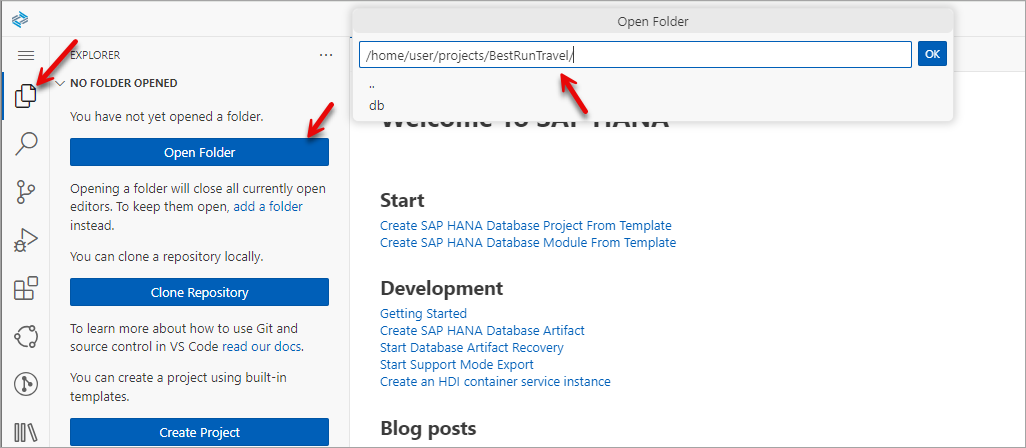 Open Folder
/home/user/projects/BestRunTravel/
OK
..
db
EXPLORER
NO FOLDER OPENED
You have not yet opened a folder.
Open Folder
Opening a folder will close all currently open
editors. To keep them open, add a folder
instead.
You can clone a repository locally.
Clone Repository
To learn more about how to use Git and
source control in VS Code read our docs.
You can create a project using built-in
templates.
Create Project
Welcome To SAP HANA
Start
Create SAP HANA Database Project From Template
Create SAP HANA Database Module From Template
Development
Getting Started
Create SAP HANA Database Artifact
Start Database Artifact Recovery
Start Support Mode Export
Create an HDI container service instance
Blog posts